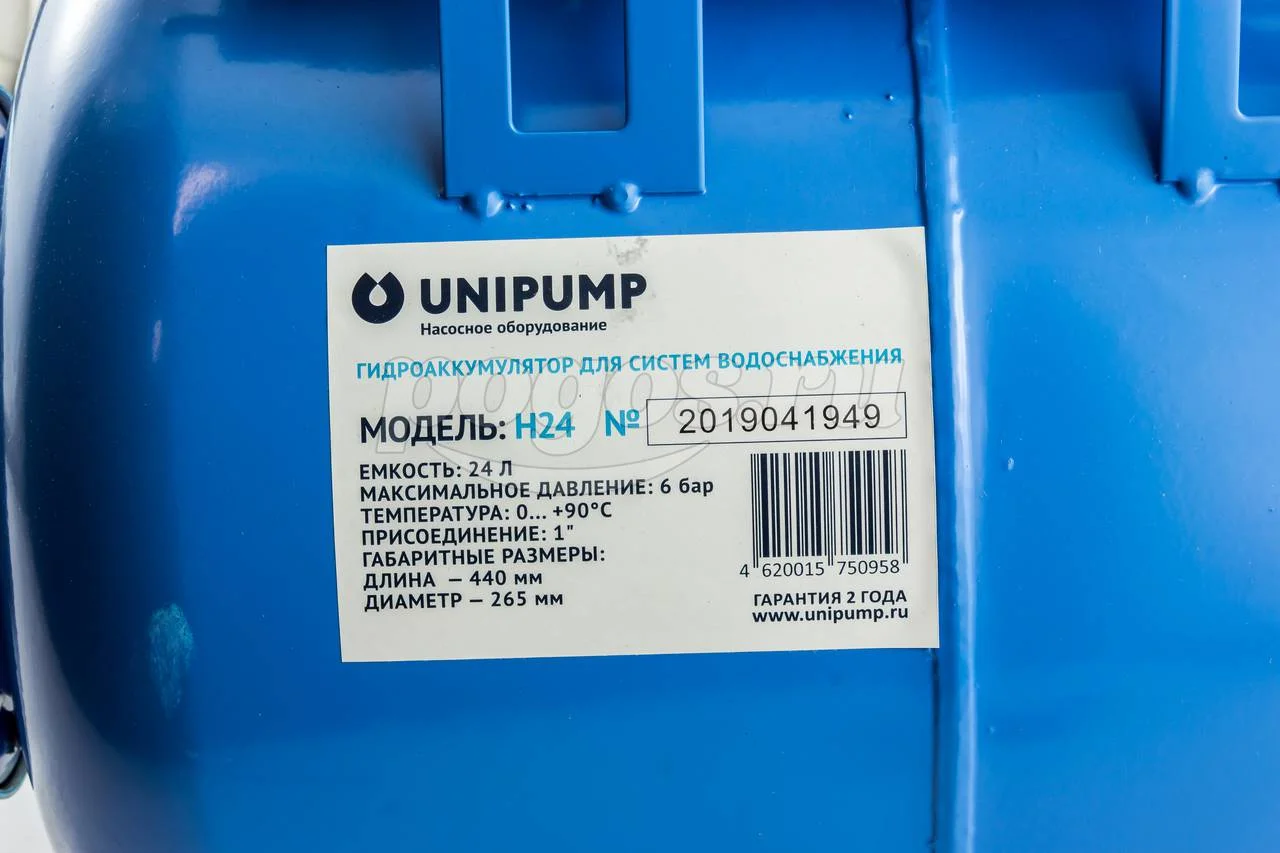 UNIPUMP
Насосное оборудование
ГИДРОАККУМУЛЯТОР ДЛЯ СИСТЕМ ВОДОСНАБЖЕНИЯ
pogos.ru
МОДЕЛЬ: H24 № 2019041949
ЕМКОСТЬ: 24 Л
МАКСИМАЛЬНОЕ ДАВЛЕНИЕ: 6 бар
ТЕМПЕРАТУРА: 0... +90°С
ПРИСОЕДИНЕНИЕ: 1"
ГАБАРИТНЫЕ РАЗМЕРЫ:
ДЛИНА – 440 мм
ДИАМЕТР – 265 мм
4 620015 750958
ГАРАНТИЯ 2 ГОДА
www.unipump.ru